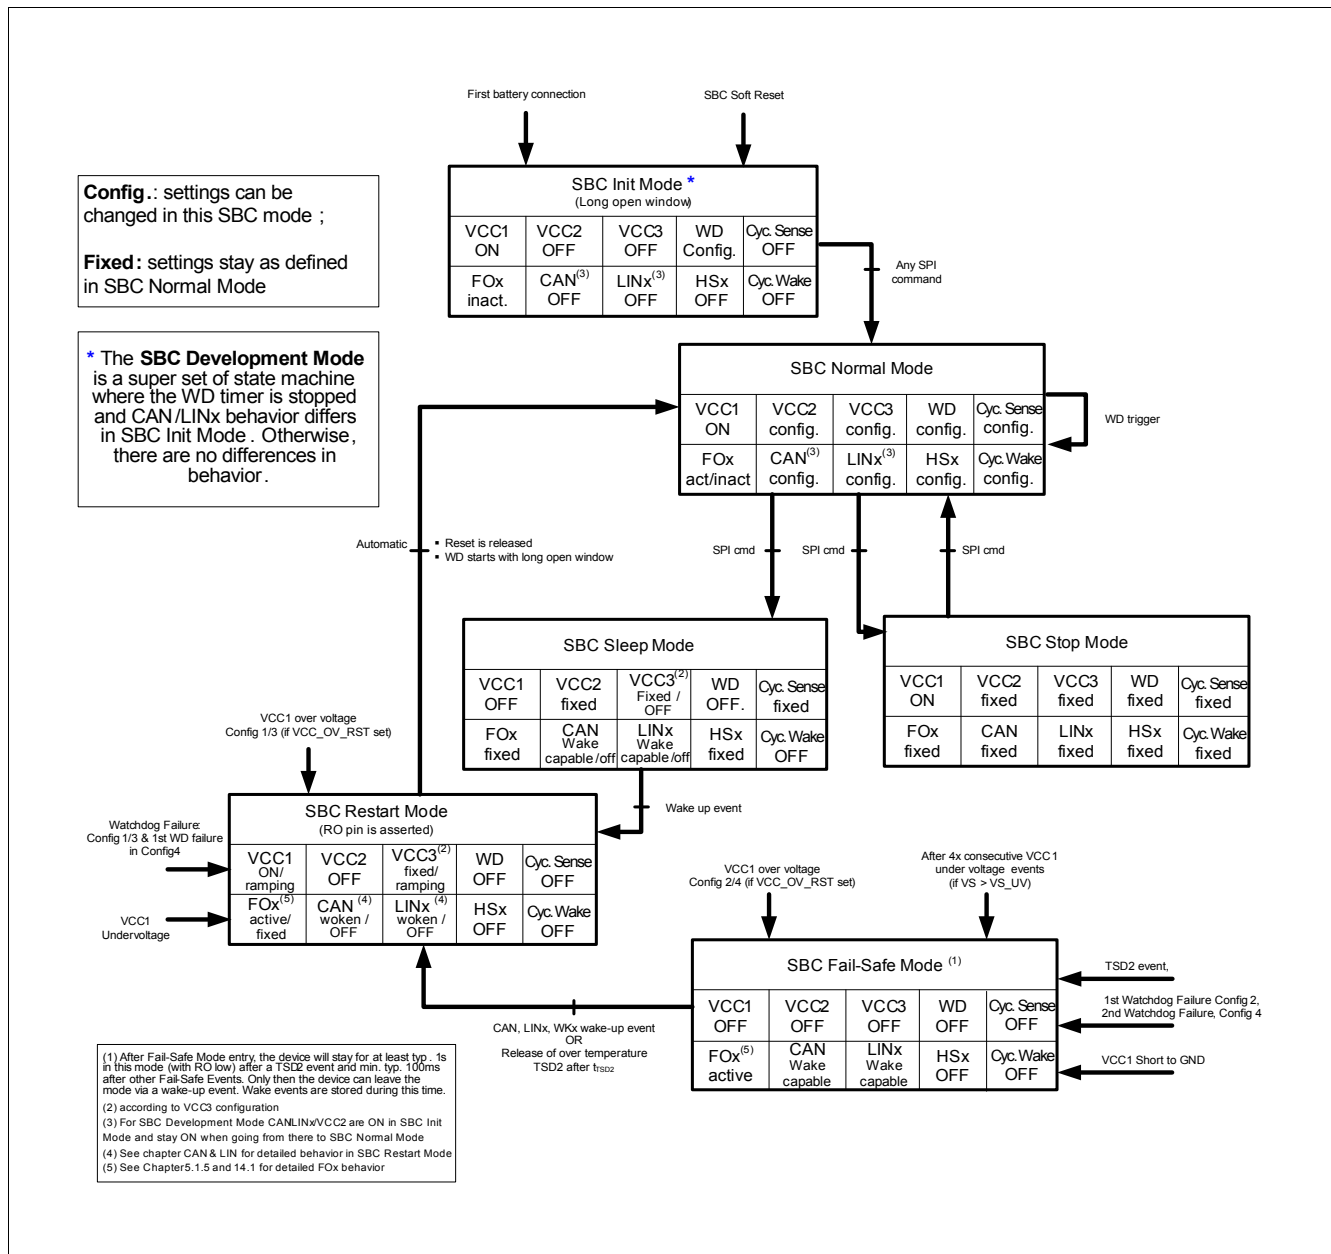 First battery connection
SBC Soft Reset
Config.: settings can be
changed in this SBC mode ;
Fixed: settings stay as defined
in SBC Normal Mode
* The SBC Development Mode
is a super set of state machine
where the WD timer is stopped
and CAN/LINx behavior differs
in SBC Init Mode . Otherwise,
there are no differences in
behavior.
SBC Init Mode *
(Long open window)
VCC1 VCC2 VCC3 WD Cyc. Sense
ON OFF OFF Config. OFF
FOx CAN(3) LINx(3) HSx Cyc. Wake
inact. OFF OFF OFF OFF
Any SPI
command
SBC Normal Mode
VCC1 VCC2 VCC3 WD Cyc. Sense
ON config. config. config. config.
FOx CAN(3) LINx(3) HSx Cyc. Wake
act/inact config. config. config. config.
WD trigger
Automatic
▪ Reset is released
▪ WD starts with long open window
SPI cmd
SPI cmd
SPI cmd
SBC Sleep Mode
VCC1 VCC2 VCC3(2) WD Cyc. Sense
OFF fixed Fixed / OFF OFF. fixed
FOx CAN LINx HSx Cyc. Wake
fixed Wake capable/off Wake capable/off fixed OFF
SBC Stop Mode
VCC1 VCC2 VCC3 WD Cyc. Sense
ON fixed fixed fixed fixed
FOx CAN LINx HSx Cyc. Wake
fixed fixed fixed fixed fixed
VCC1 over voltage
Config 1/3 (if VCC_OV_RST set)
Wake up event
Watchdog Failure:
Config 1/3 & 1st WD failure
in Config4
VCC1
Undervoltage
SBC Restart Mode
(RO pin is asserted)
VCC1 VCC2 VCC3(2) WD Cyc. Sense
ON/ ramping OFF fixed/ ramping OFF OFF
FOx(5) CAN(4) LINx(4) HSx Cyc. Wake
active/ fixed woken / OFF woken / OFF OFF OFF
VCC1 over voltage
Config 2/4 (if VCC_OV_RST set)
After 4x consecutive VCC1
under voltage events
(if VS > VS_UV)
SBC Fail-Safe Mode (1)
VCC1 VCC2 VCC3 WD Cyc. Sense
OFF OFF OFF OFF OFF
FOx(5) CAN LINx HSx Cyc. Wake
active Wake capable Wake capable OFF OFF
TSD2 event,
1st Watchdog Failure Config 2,
2nd Watchdog Failure, Config 4
VCC1 Short to GND
CAN, LINx, WKx wake-up event
OR
Release of over temperature
TSD2 after tTSD2
(1) After Fail-Safe Mode entry, the device will stay for at least typ. 1s
in this mode (with RO low) after a TSD2 event and min. typ. 100ms
after other Fail-Safe Events. Only then the device can leave the
mode via a wake-up event. Wake events are stored during this time.
(2) according to VCC3 configuration
(3) For SBC Development Mode CAN/LINx/VCC2 are ON in SBC Init
Mode and stay ON when going from there to SBC Normal Mode
(4) See chapter CAN & LIN for detailed behavior in SBC Restart Mode
(5) See Chapter 5.1.5 and 14.1 for detailed FOx behavior